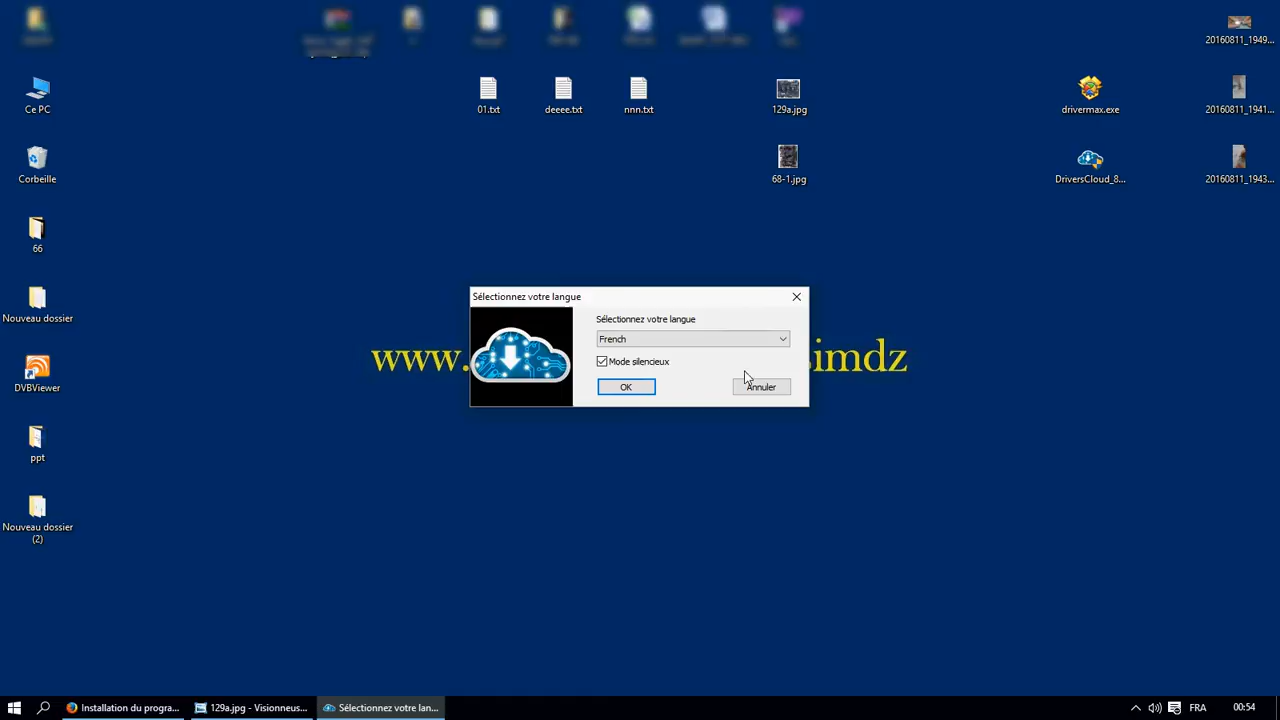 20160811_1949...
Ce PC
01.txt
deeee.txt
nnn.txt
129a.jpg
drivermax.exe
20160811_1941...
Corbeille
68-1.jpg
DriversCloud_8...
20160811_1943...
66
Nouveau dossier
DVBViewer
ppt
Nouveau dossier
(2)
Sélectionnez votre langue
Sélectionnez votre langue
French
Mode silencieux
OK
Annuler
www.
imdz
Installation du progra...
129a.jpg - Visionneus...
Sélectionnez votre lan...
FRA
00:54